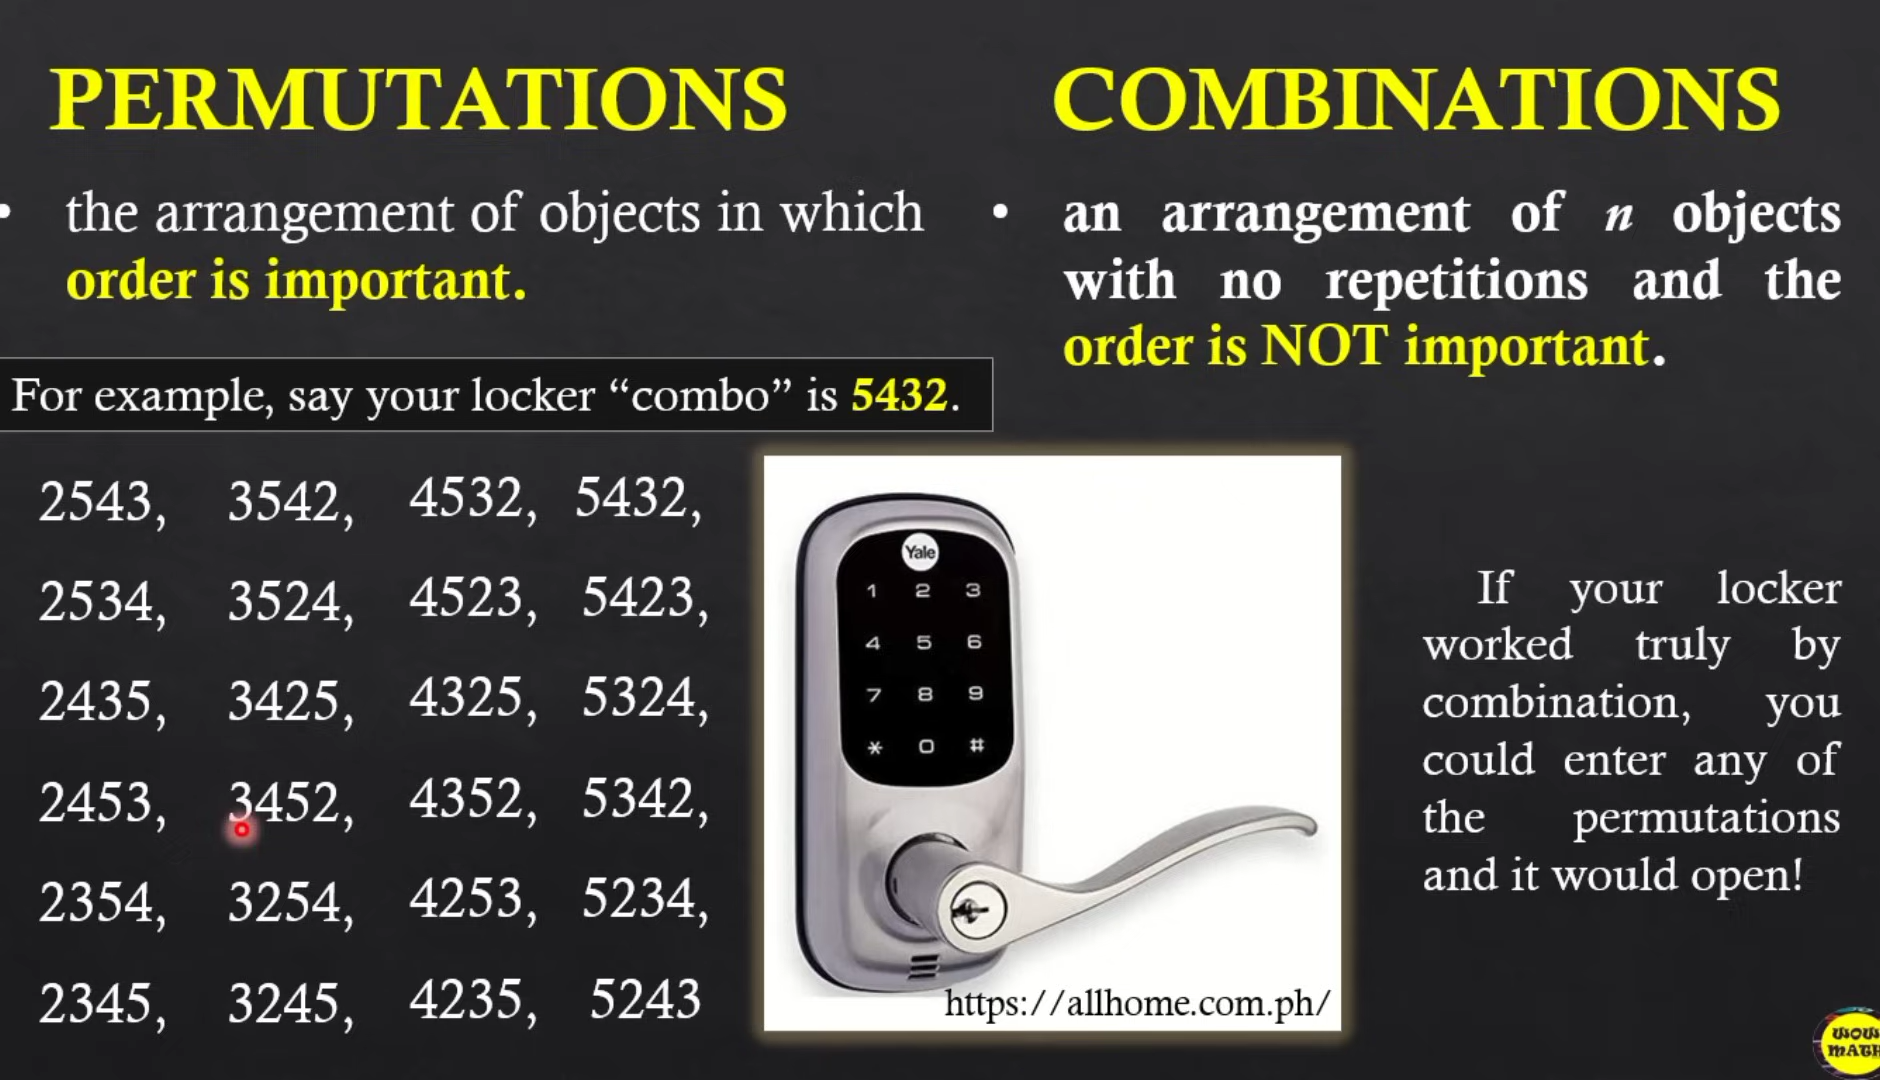 PERMUTATIONS
• the arrangement of objects in which
order is important.
COMBINATIONS
• an arrangement of n objects
with no repetitions and the
order is NOT important.
For example, say your locker “combo” is 5432.
2543, 3542, 4532, 5432,
2534, 3524, 4523, 5423,
2435, 3425, 4325, 5324,
2453, 3452, 4352, 5342,
2354, 3254, 4253, 5234,
2345, 3245, 4235, 5243
Yale
1 2 3
4 5 6
7 8 9
* 0 #
https://allhome.com.ph/
If your locker
worked truly by
combination, you
could enter any of
the permutations
and it would open!
WOW
MATH